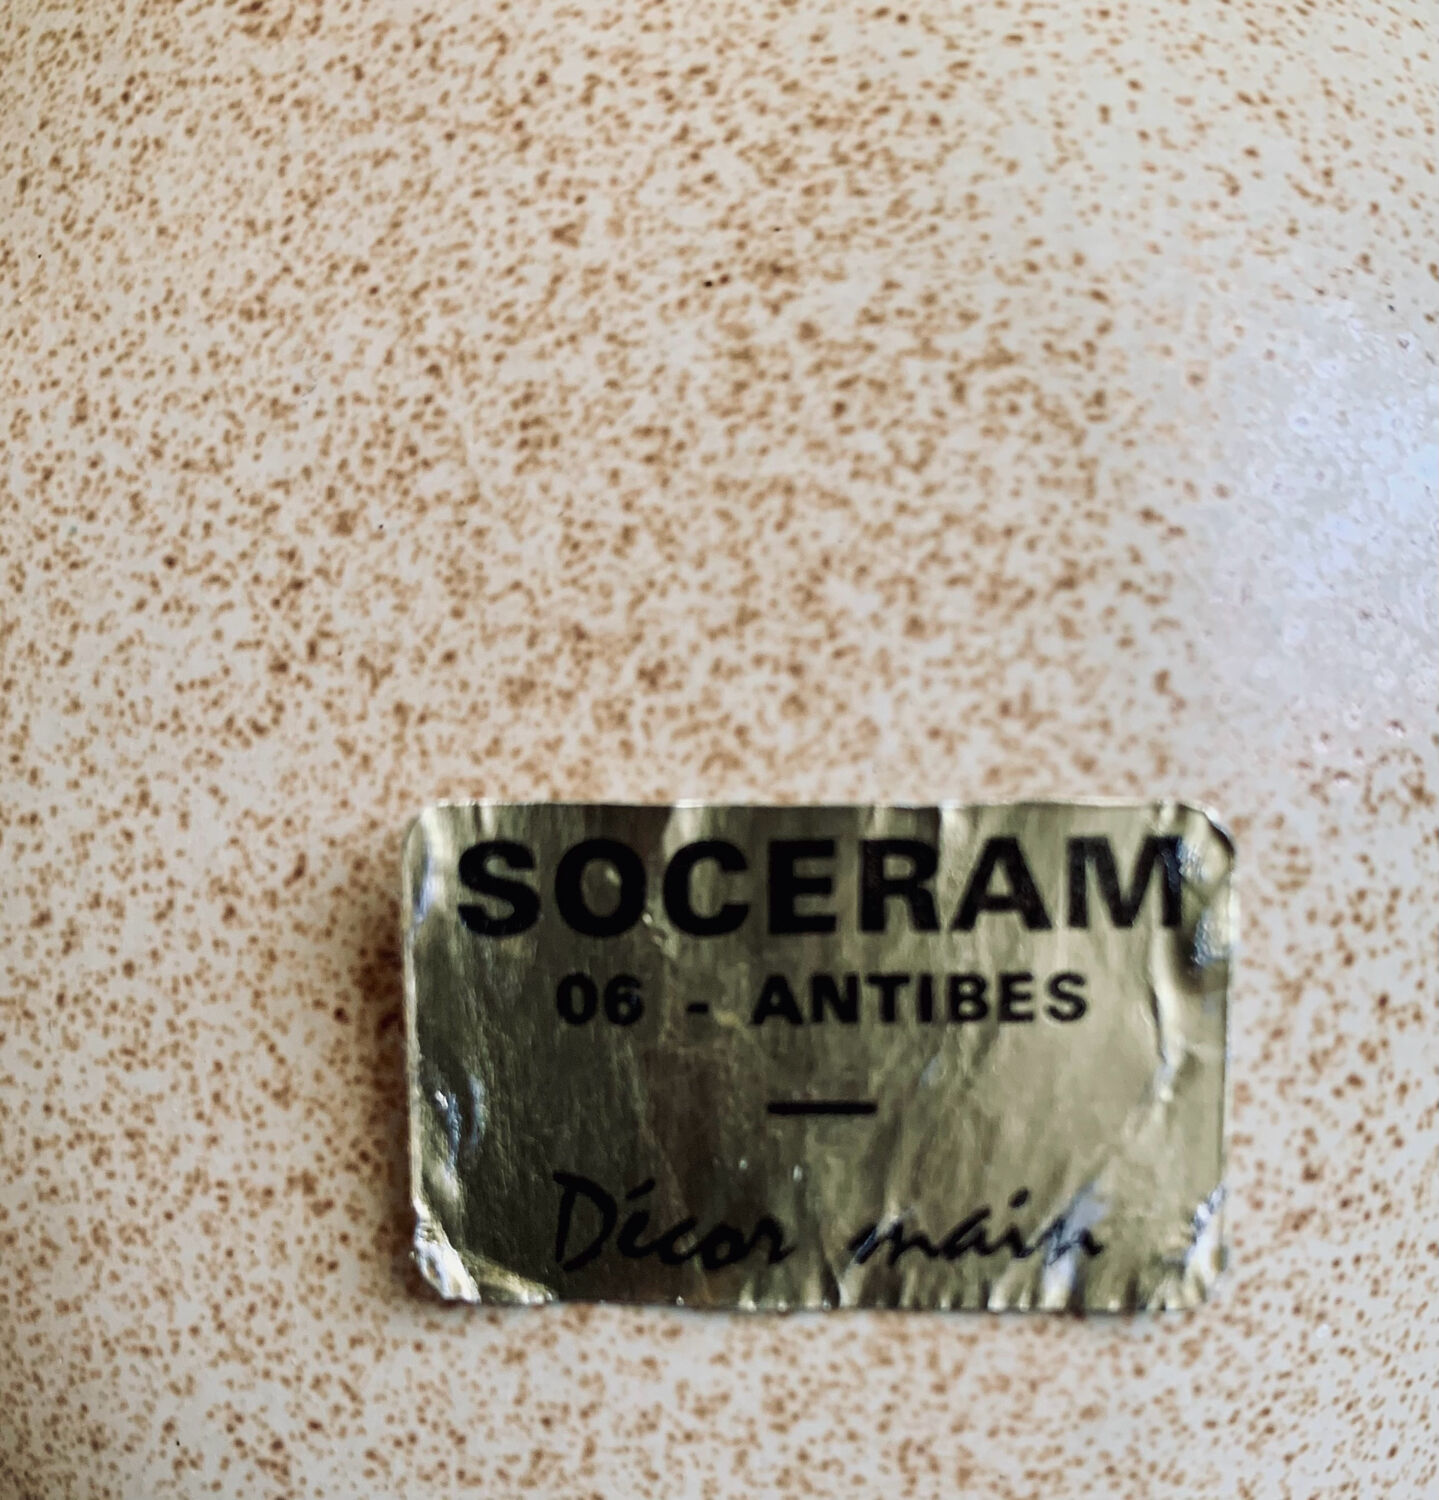 SOCERAM
06 - ANTIBES
Décor main